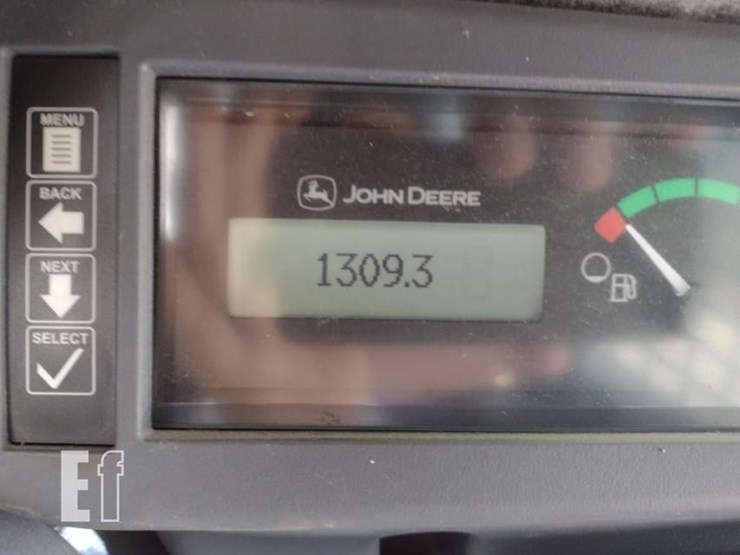 MENU
BACK
NEXT
SELECT
JOHN DEERE
1309.3
Ef